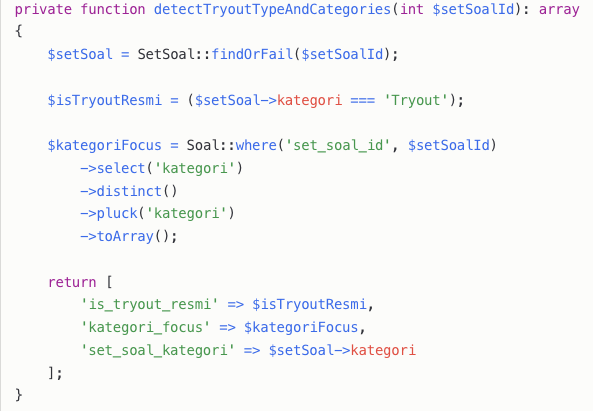 private function detectTryoutTypeAndCategories(int $setSoalId): array
{
    $setSoal = SetSoal::findOrFail($setSoalId);

    $isTryoutResmi = ($setSoal->kategori === 'Tryout');

    $kategoriFocus = Soal::where('set_soal_id', $setSoalId)
        ->select('kategori')
        ->distinct()
        ->pluck('kategori')
        ->toArray();

    return [
        'is_tryout_resmi' => $isTryoutResmi,
        'kategori_focus' => $kategoriFocus,
        'set_soal_kategori' => $setSoal->kategori
    ];
}